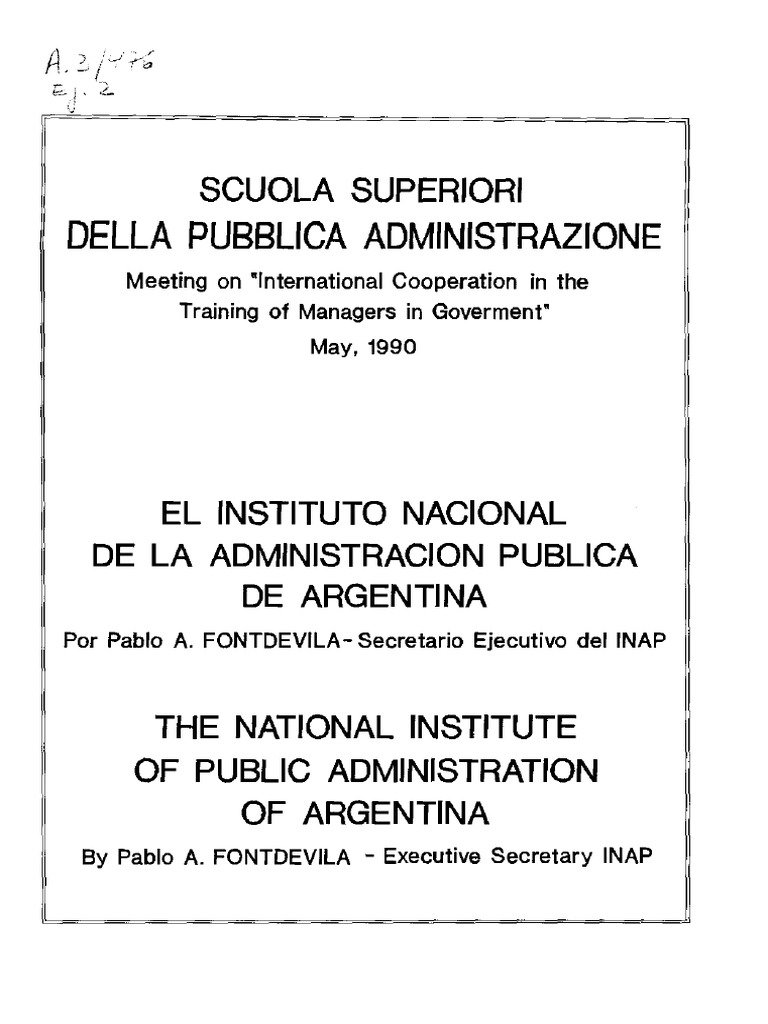 A.3/476
Ej. 2
SCUOLA SUPERIORI
DELLA PUBBLICA ADMINISTRAZIONE
Meeting on "International Cooperation in the
Training of Managers in Goverment"
May, 1990
EL INSTITUTO NACIONAL
DE LA ADMINISTRACION PUBLICA
DE ARGENTINA
Por Pablo A. FONTDEVILA- Secretario Ejecutivo del INAP
THE NATIONAL INSTITUTE
OF PUBLIC ADMINISTRATION
OF ARGENTINA
By Pablo A. FONTDEVILA - Executive Secretary INAP